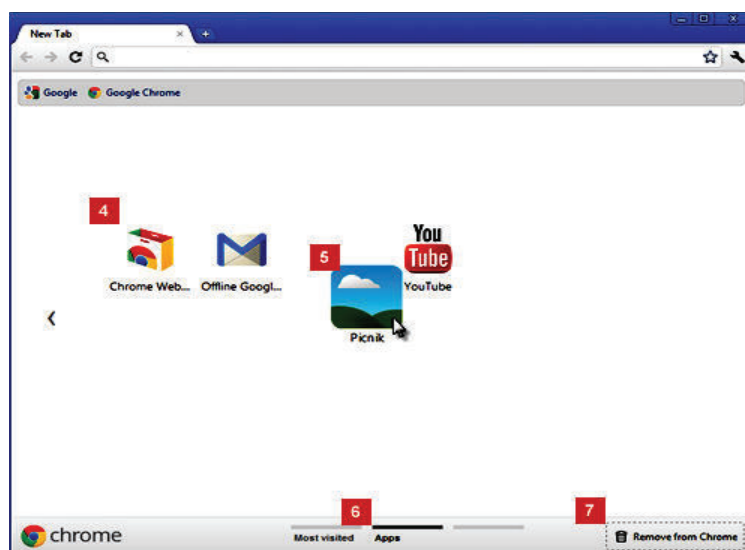 New Tab
Google Google Chrome
4
Chrome Web...
Offline Googl...
5
Picnik
You
Tube
YouTube
6
7
chrome
Most visited
Apps
Remove from Chrome